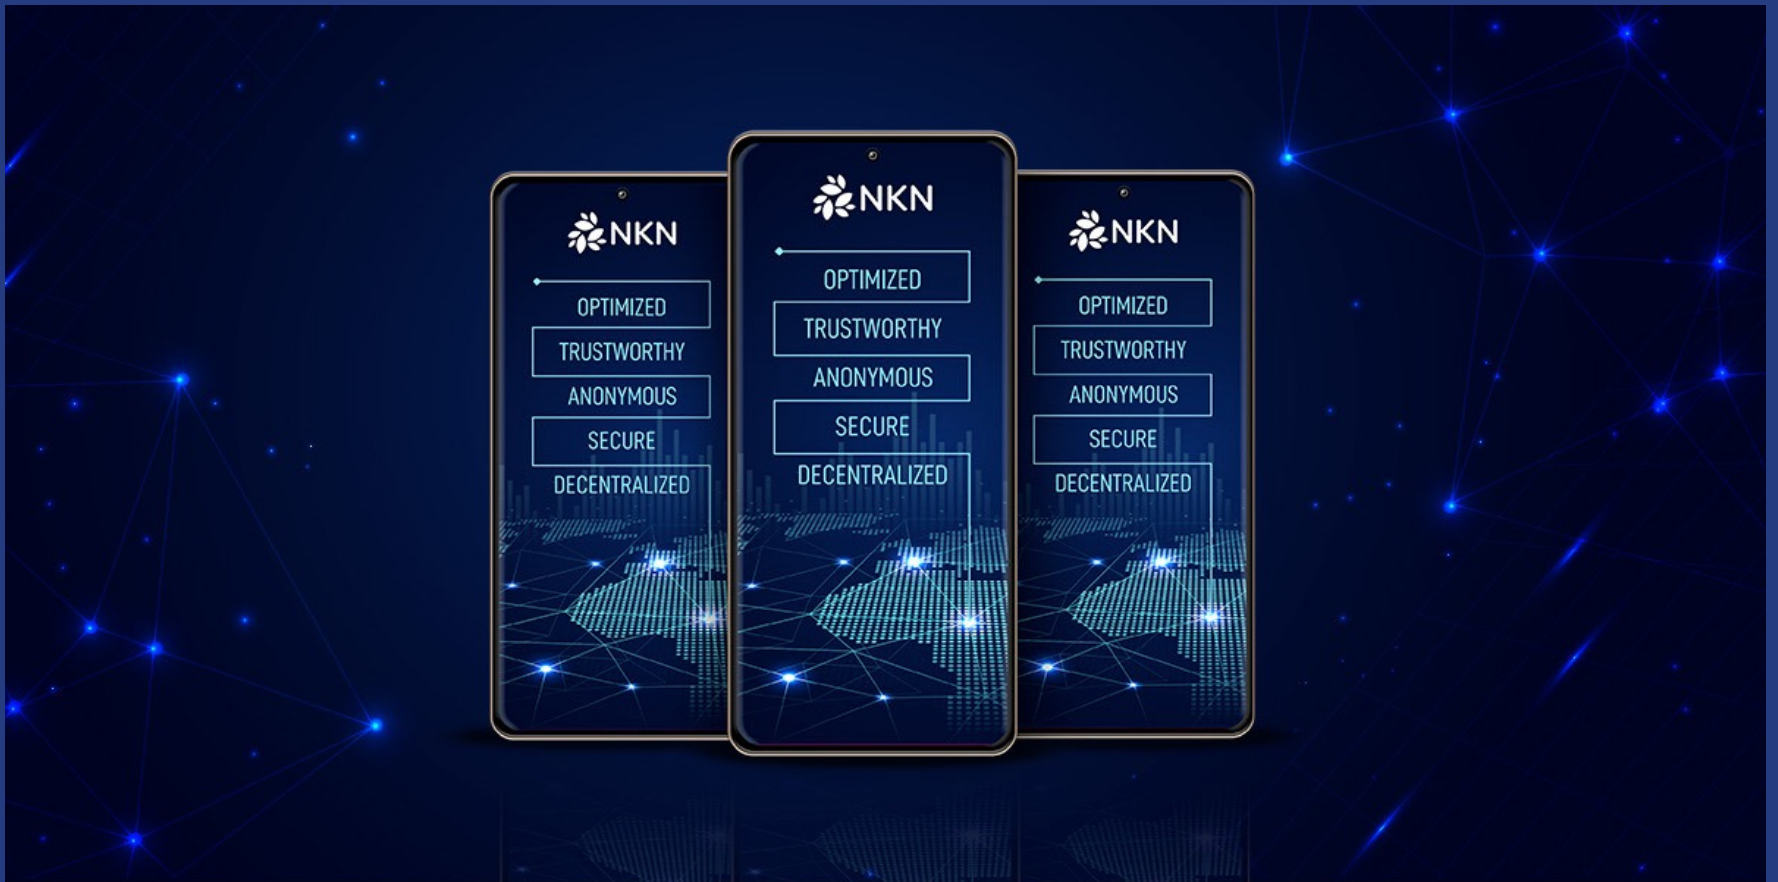 NKN
OPTIMIZED
TRUSTWORTHY
ANONYMOUS
SECURE
DECENTRALIZED
NKN
OPTIMIZED
TRUSTWORTHY
ANONYMOUS
SECURE
DECENTRALIZED
NKN
OPTIMIZED
TRUSTWORTHY
ANONYMOUS
SECURE
DECENTRALIZED